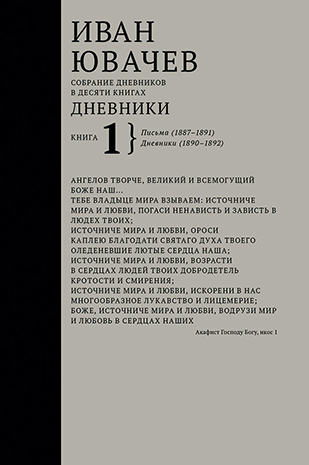 ИВАН
ЮВАЧЕВ
СОБРАНИЕ ДНЕВНИКОВ
В ДЕСЯТИ КНИГАХ
ДНЕВНИКИ
КНИГА 1} Письма (1887–1891)
Дневники (1890–1892)
АНГЕЛОВ ТВОРЧЕ, ВЕЛИКИЙ И ВСЕМОГУЩИЙ
БОЖЕ НАШ...
ТЕБЕ ВЛАДЫЦЕ МИРА ВЗЫВАЕМ: ИСТОЧНИЧЕ
МИРА И ЛЮБВИ, ПОГАСИ НЕНАВИСТЬ И ЗАВИСТЬ В
ЛЮДЕХ ТВОИХ;
ИСТОЧНИЧЕ МИРА И ЛЮБВИ, ОРОСИ
КАПЛЕЮ БЛАГОДАТИ СВЯТАГО ДУХА ТВОЕГО
ОЛЕДЕНЕВШИЕ ЛЮТЫЕ СЕРДЦА НАША;
ИСТОЧНИЧЕ МИРА И ЛЮБВИ, ВОЗРАСТИ
В СЕРДЦАХ ЛЮДЕЙ ТВОИХ ДОБРОДЕТЕЛЬ
КРОТОСТИ И СМИРЕНИЯ;
ИСТОЧНИЧЕ МИРА И ЛЮБВИ, ИСКОРЕНИ В НАС
МНОГООБРАЗНОЕ ЛУКАВСТВО И ЛИЦЕМЕРИЕ;
БОЖЕ, ИСТОЧНИЧЕ МИРА И ЛЮБВИ, ВОДРУЗИ МИР
И ЛЮБОВЬ В СЕРДЦАХ НАШИХ
Акафист Господу Богу, икос 1